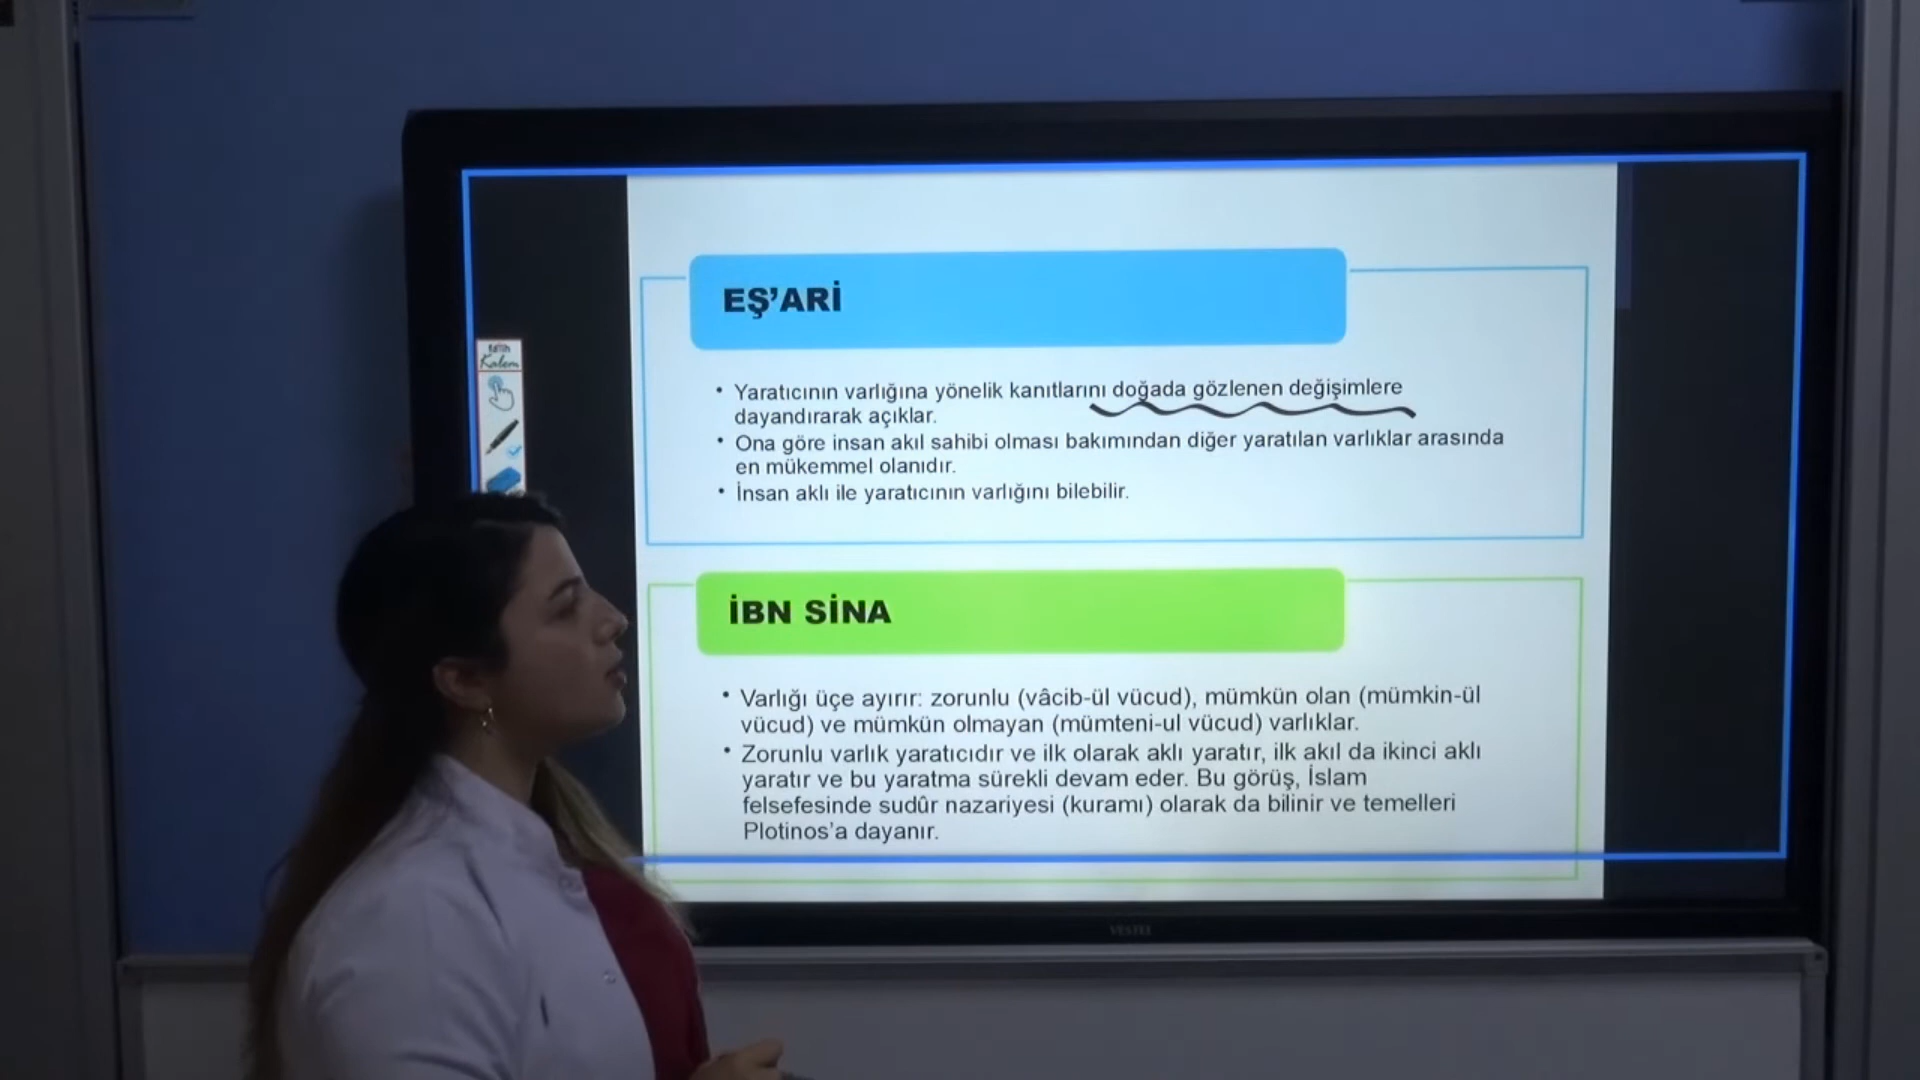 EŞ’ARİ
Kalem
• Yaratıcının varlığına yönelik kanıtlarını doğada gözlenen değişimlere
dayandırarak açıklar.
• Ona göre insan akıl sahibi olması bakımından diğer yaratılan varlıklar arasında
en mükemmel olanıdır.
• İnsan aklı ile yaratıcının varlığını bilebilir.
İBN SİNA
• Varlığı üçe ayırır: zorunlu (vâcib-ül vücud), mümkün olan (mümkin-ül
vücud) ve mümkün olmayan (mümteni-ul vücud) varlıklar.
• Zorunlu varlık yaratıcıdır ve ilk olarak aklı yaratır, ilk akıl da ikinci aklı
yaratır ve bu yaratma sürekli devam eder. Bu görüş, İslam
felsefesinde sudûr nazariyesi (kuramı) olarak da bilinir ve temelleri
Plotinos’a dayanır.
VESTEL